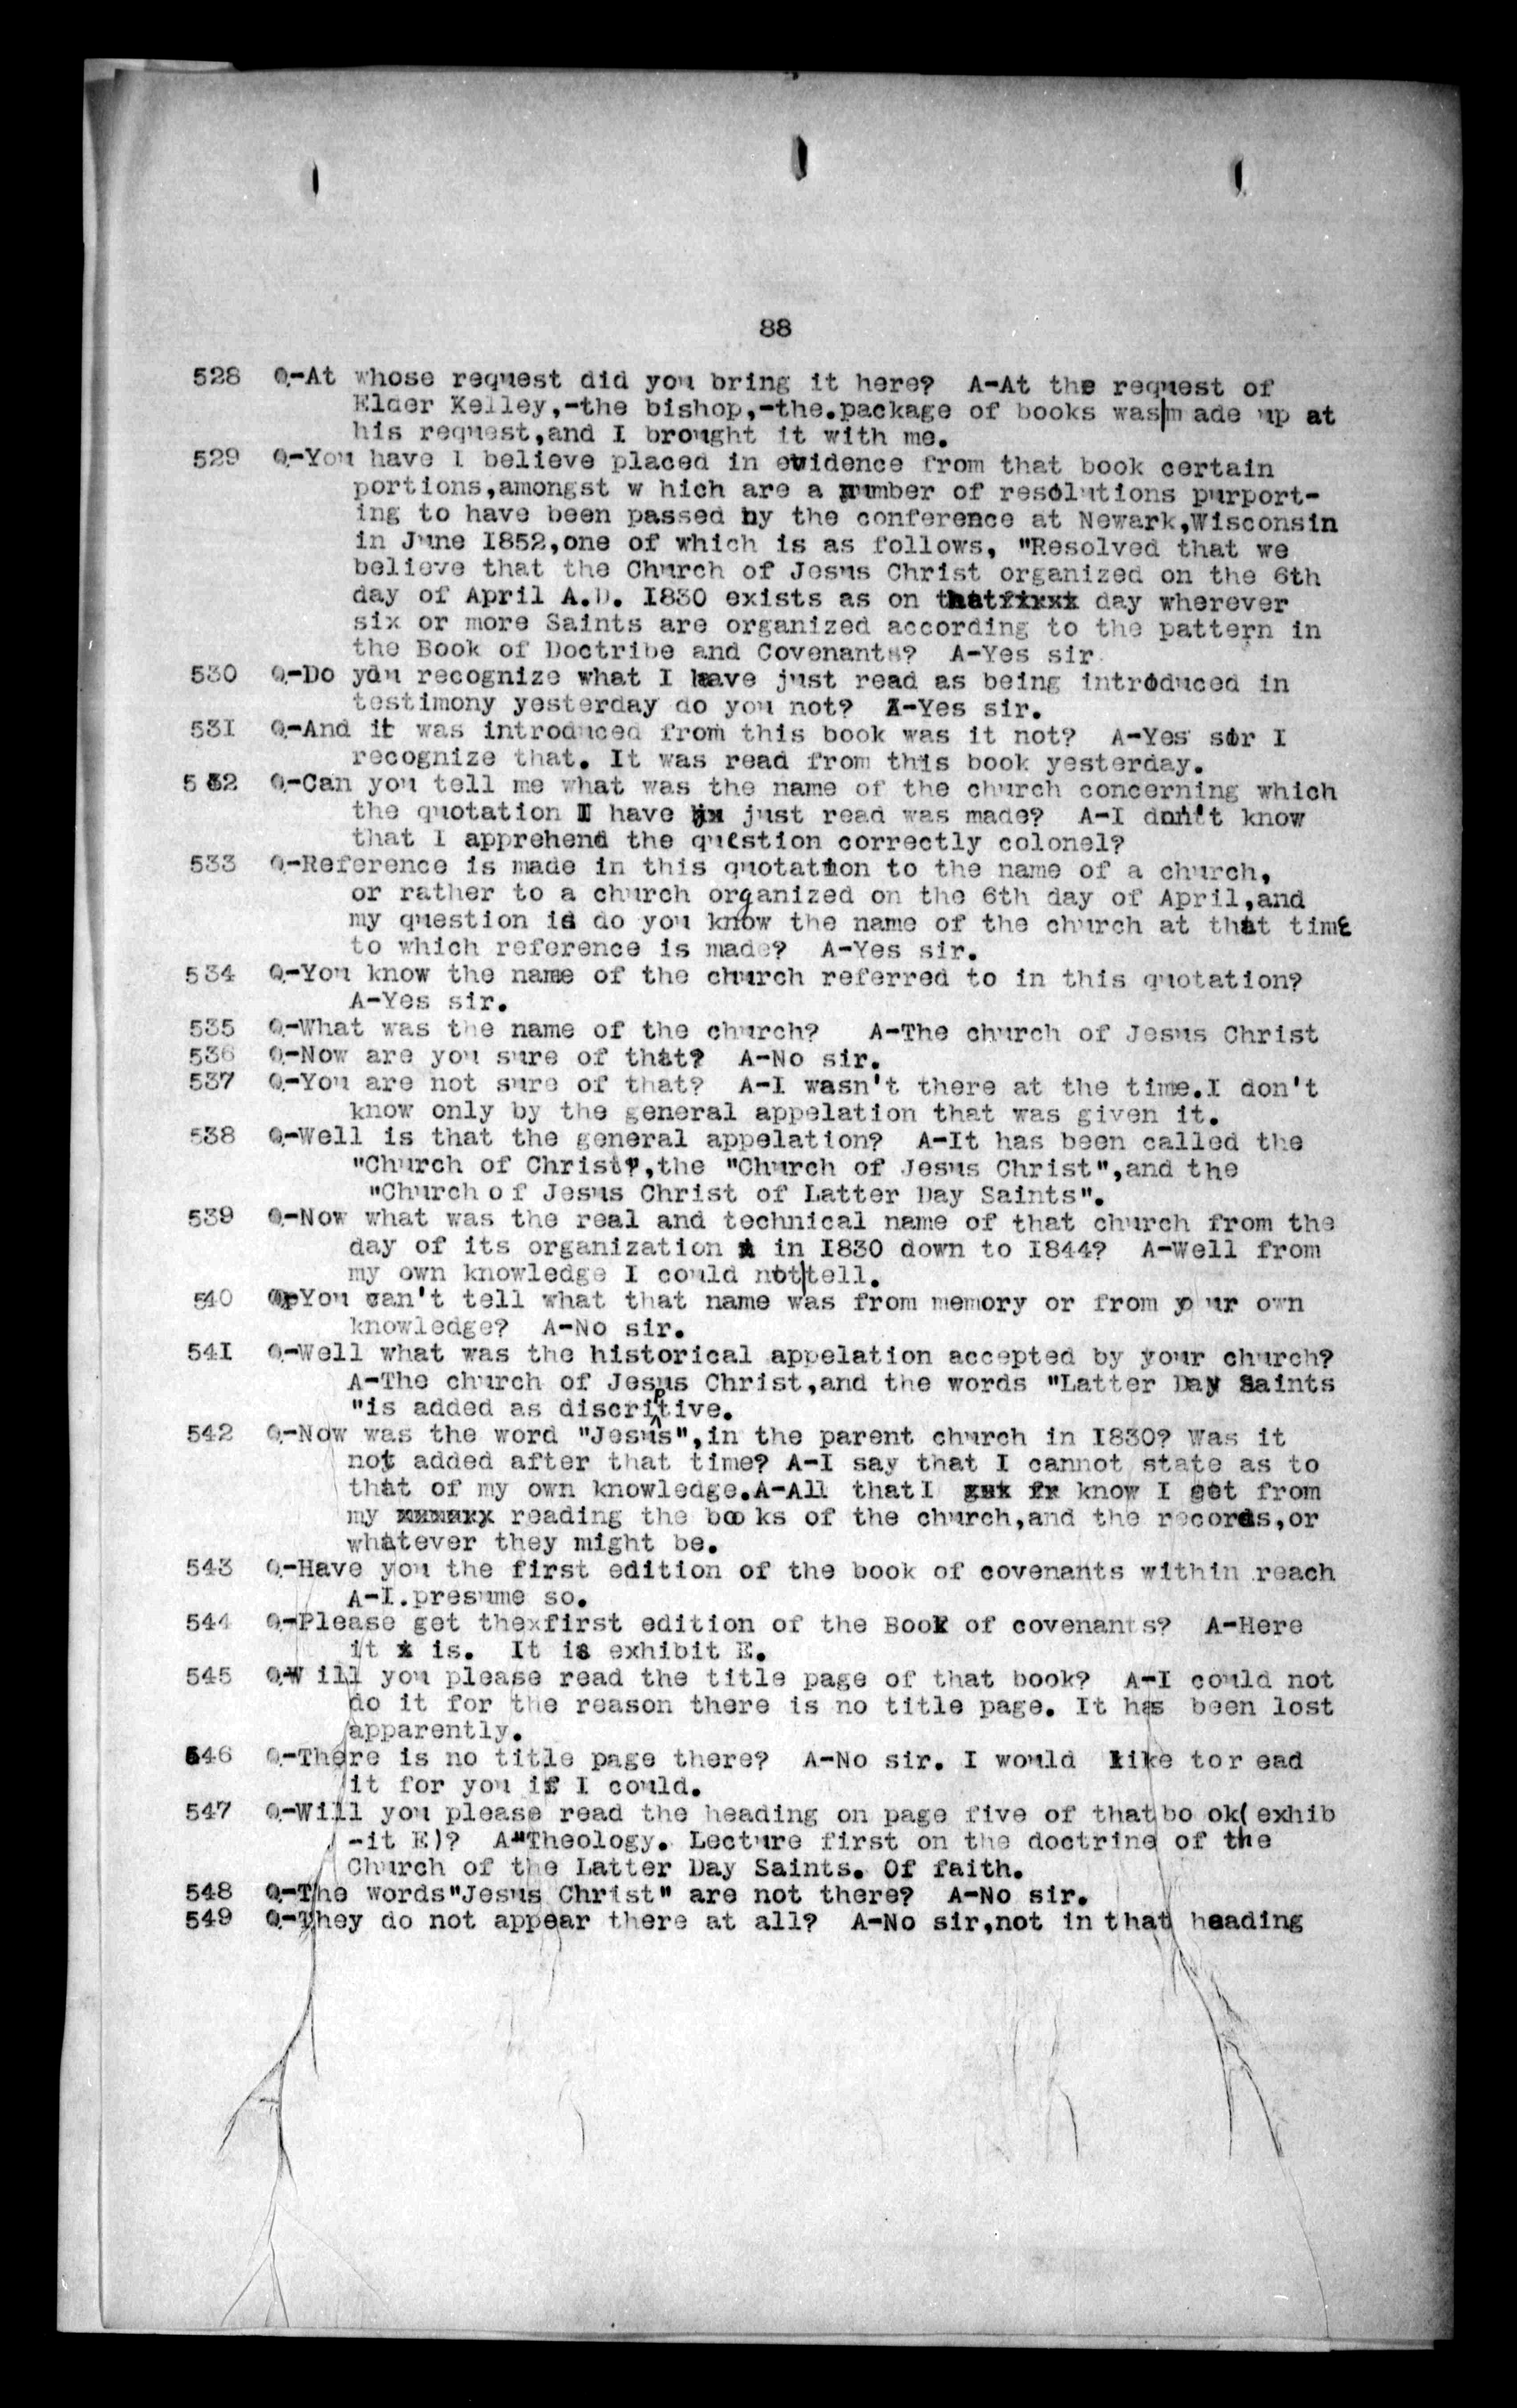 88
528 Q-At whose request did you bring it here? A-At the request of
Elder Kelley,-the bishop,-the.package of books was|m ade up at
his request,and I brought it with me.
529 Q-You have I believe placed in evidence from that book certain
portions,amongst w hich are a number of resolutions purport-
ing to have been passed by the conference at Newark,Wisconsin
in June 1852,one of which is as follows, "Resolved that we
believe that the Church of Jesus Christ organized on the 6th
day of April A.D. 1830 exists as on that day wherever
six or more Saints are organized according to the pattern in
the Book of Doctribe and Covenants? A-Yes sir.
530 Q-Do you recognize what I have just read as being introduced in
testimony yesterday do you not? A-Yes sir.
531 Q-And it was introduced from this book was it not? A-Yes sir I
recognize that. It was read from this book yesterday.
532 Q-Can you tell me what was the name of the church concerning which
the quotation I have jx just read was made? A-I don't know
that I apprehend the question correctly colonel?
533 Q-Reference is made in this quotation to the name of a church,
or rather to a church organized on the 6th day of April,and
my question is do you know the name of the church at that time
to which reference is made? A-Yes sir.
534 Q-You know the name of the church referred to in this quotation?
A-Yes sir.
535 Q-What was the name of the church? A-The church of Jesus Christ
536 Q-Now are you sure of that? A-No sir.
537 Q-You are not sure of that? A-I wasn't there at the time.I don't
know only by the general appelation that was given it.
538 Q-Well is that the general appelation? A-It has been called the
"Church of Christ",the "Church of Jesus Christ",and the
"Church of Jesus Christ of Latter Day Saints".
539 Q-Now what was the real and technical name of that church from the
day of its organization in 1830 down to 1844? A-Well from
my own knowledge I could not|tell.
540 Q-You can't tell what that name was from memory or from your own
knowledge? A-No sir.
541 Q-Well what was the historical appelation accepted by your church?
A-The church of Jesus Christ,and the words "Latter Day Saints
"is added as discriptive.
542 Q-Now was the word "Jesus",in the parent church in 1830? Was it
not added after that time? A-I say that I cannot state as to
that of my own knowledge.A-All that I know I get from
my reading the books of the church,and the records,or
whatever they might be.
543 Q-Have you the first edition of the book of covenants within reach
A-I.presume so.
544 Q-Please get thexfirst edition of the Book of covenants? A-Here
it x is. It is exhibit E.
545 Q-W ill you please read the title page of that book? A-I could not
do it for the reason there is no title page. It has been lost
apparently.
546 Q-There is no title page there? A-No sir. I would like tor ead
it for you if I could.
547 Q-Will you please read the heading on page five of that bo ok(exhib
-it E)? A"Theology. Lecture first on the doctrine of the
Church of the Latter Day Saints. Of faith.
548 Q-The words"Jesus Christ" are not there? A-No sir.
549 Q-They do not appear there at all? A-No sir,not in that heading